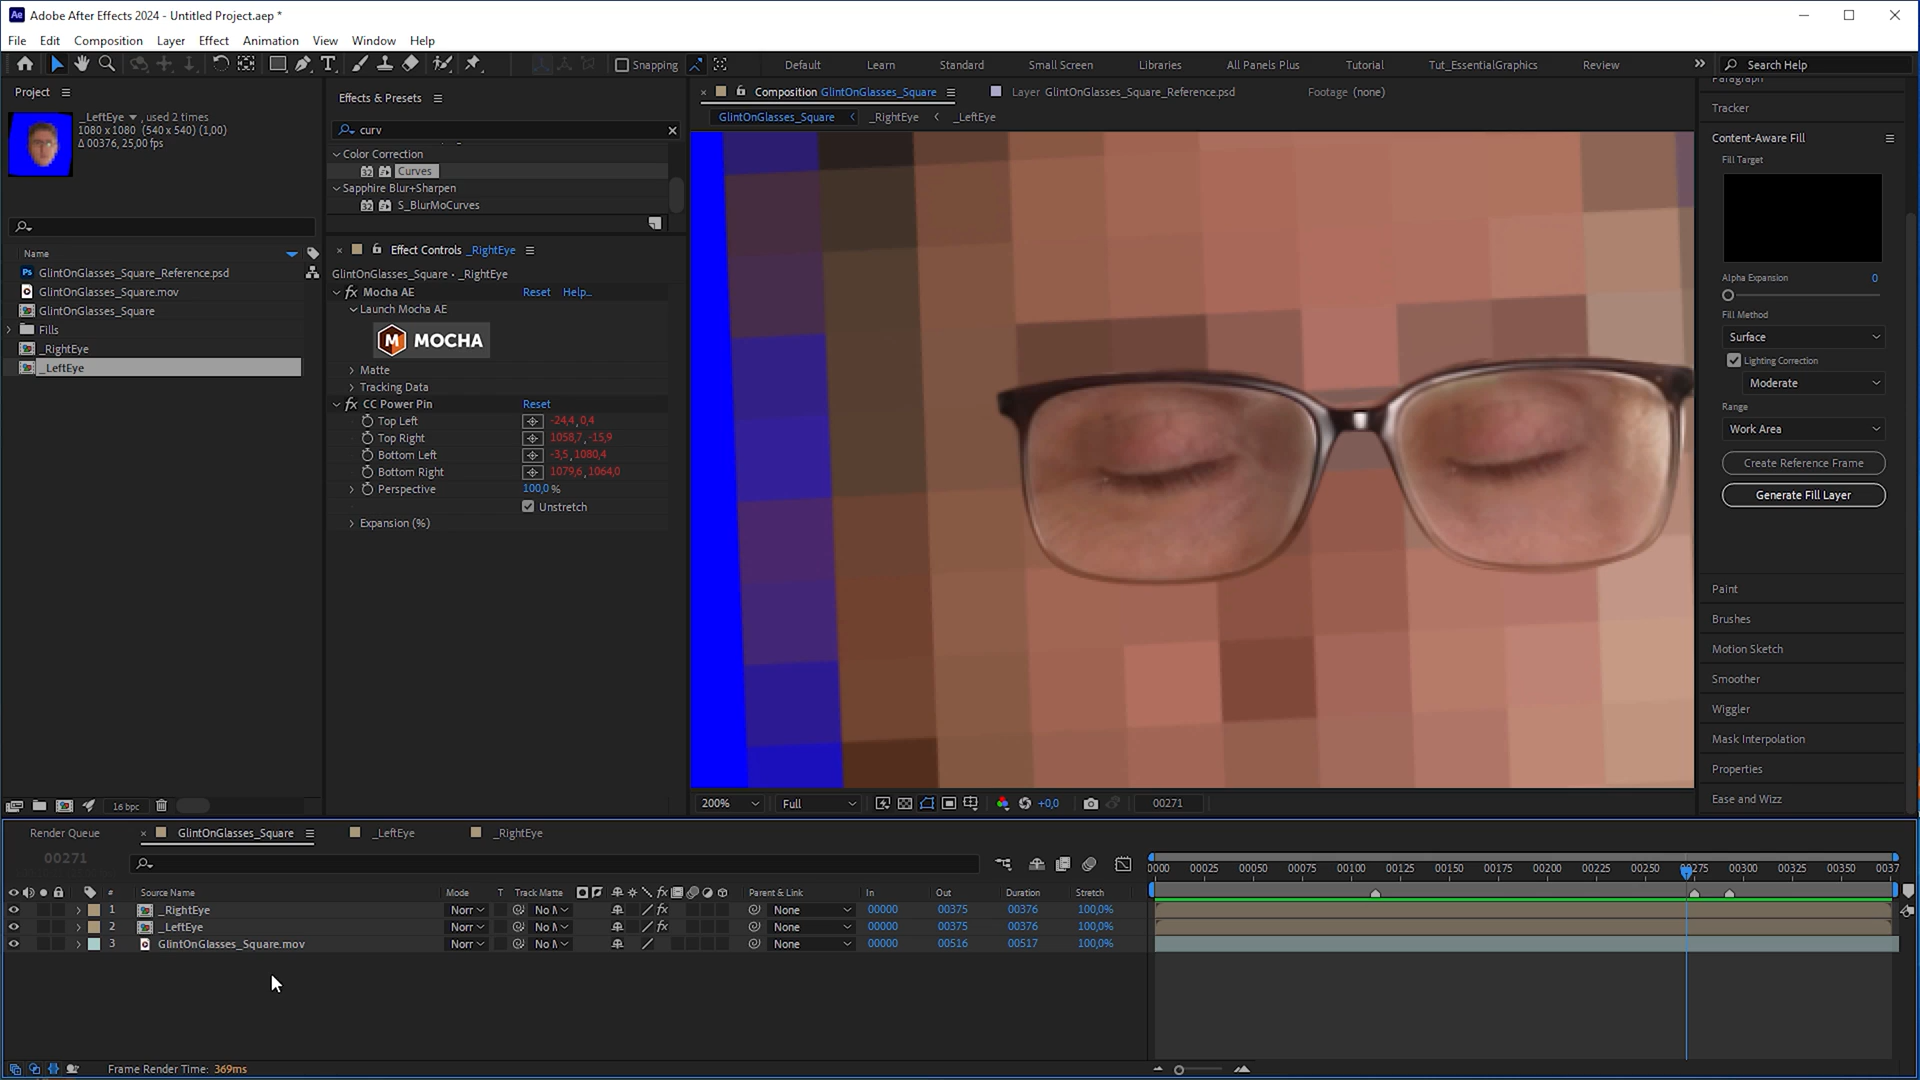 Adobe After Effects 2024 - Untitled Project.aep *
File Edit Composition Layer Effect Animation View Window Help
Snapping Default Learn Standard Small Screen Libraries All Panels Plus Tutorial Tut_EssentialGraphics Review Search Help
Project
_LeftEye , used 2 times
1080 x 1080 (540 x 540) (1,00)
Δ 00376, 25,00 fps
Name
GlintOnGlasses_Square_Reference.psd
GlintOnGlasses_Square.mov
GlintOnGlasses_Square
Fills
_RightEye
_LeftEye
16 bpc
Effects & Presets
curv
Color Correction
Curves
Sapphire Blur+Sharpen
S_BlurMoCurves
Effect Controls _RightEye
GlintOnGlasses_Square • _RightEye
Mocha AE Reset Help...
Launch Mocha AE
MOCHA
Matte
Tracking Data
CC Power Pin Reset
Top Left -24,4, 0,4
Top Right 1058,7, -15,9
Bottom Left -3,5, 1080,4
Bottom Right 1079,6, 1064,0
Perspective 100,0 %
Unstretch
Expansion (%)
Composition GlintOnGlasses_Square Layer GlintOnGlasses_Square_Reference.psd Footage (none)
GlintOnGlasses_Square _RightEye _LeftEye
200% Full +0,0 00271
Paragraph
Tracker
Content-Aware Fill
Fill Target
Alpha Expansion 0
Fill Method
Surface
Lighting Correction
Moderate
Range
Work Area
Create Reference Frame
Generate Fill Layer
Paint
Brushes
Motion Sketch
Smoother
Wiggler
Mask Interpolation
Properties
Ease and Wizz
Render Queue GlintOnGlasses_Square _LeftEye _RightEye
00271
0000 00025 00050 00075 00100 00125 00150 00175 00200 00225 00250 00275 00300 00325 00350 0037
# Source Name Mode T Track Matte Parent & Link In Out Duration Stretch
1 _RightEye Norr No M None 00000 00375 00376 100,0%
2 _LeftEye Norr No M None 00000 00375 00376 100,0%
3 GlintOnGlasses_Square.mov Norr No M None 00000 00516 00517 100,0%
Frame Render Time: 369ms